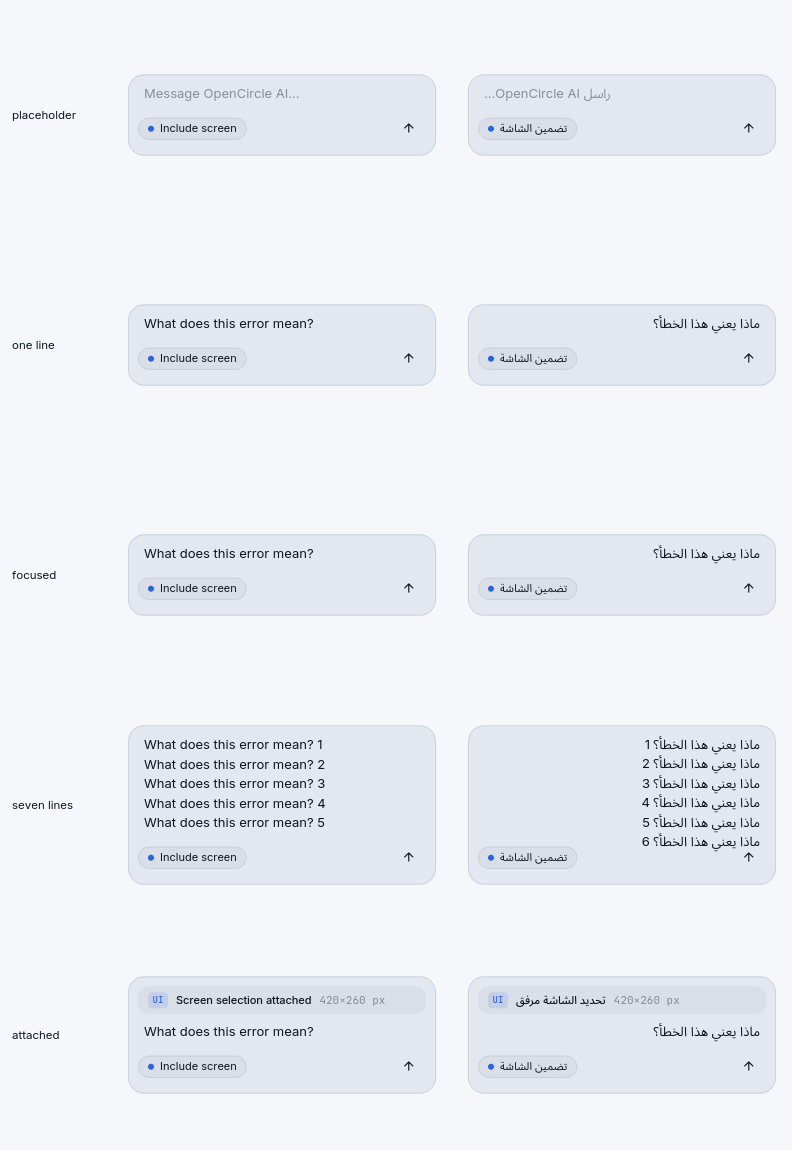 placeholder
Message OpenCircle AI...
Include screen
راسل OpenCircle AI...
تضمين الشاشة
one line
What does this error mean?
Include screen
ماذا يعني هذا الخطأ؟
تضمين الشاشة
focused
What does this error mean?
Include screen
ماذا يعني هذا الخطأ؟
تضمين الشاشة
seven lines
What does this error mean? 1
What does this error mean? 2
What does this error mean? 3
What does this error mean? 4
What does this error mean? 5
Include screen
ماذا يعني هذا الخطأ؟ 1
ماذا يعني هذا الخطأ؟ 2
ماذا يعني هذا الخطأ؟ 3
ماذا يعني هذا الخطأ؟ 4
ماذا يعني هذا الخطأ؟ 5
ماذا يعني هذا الخطأ؟ 6
تضمين الشاشة
attached
UI Screen selection attached 420×260 px
What does this error mean?
Include screen
UI تحديد الشاشة مرفق 420×260 px
ماذا يعني هذا الخطأ؟
تضمين الشاشة